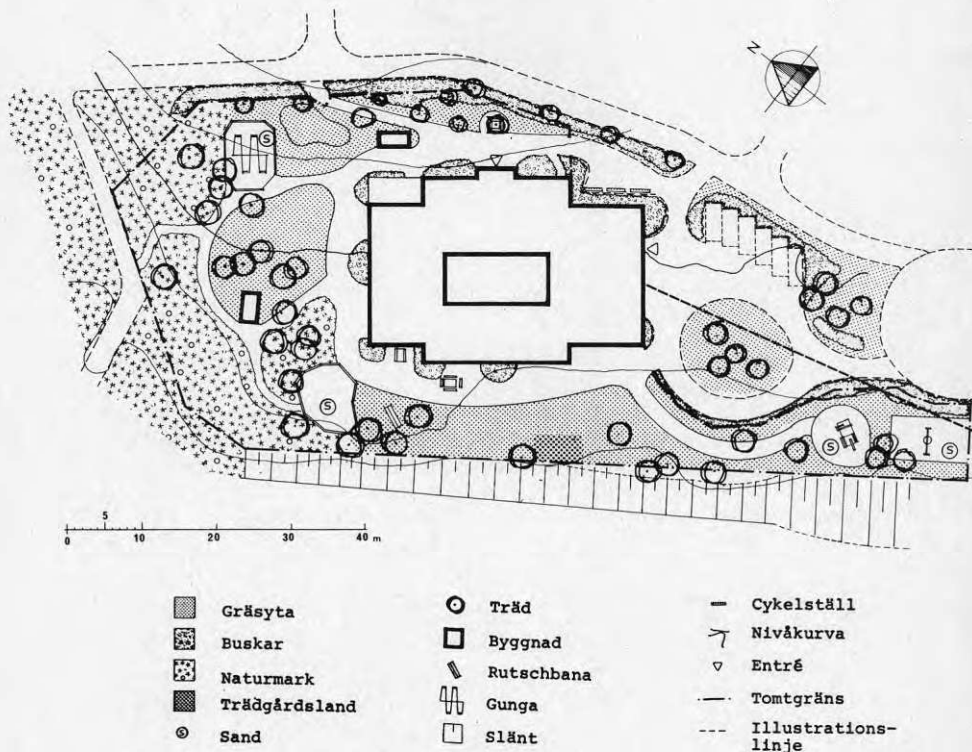 N
S
S
S
S
5
0 10 20 30 40 m
Gräsyta
Buskar
Naturmark
Trädgårdsland
S Sand
Träd
Byggnad
Rutschbana
Gunga
Slänt
Cykelställ
Nivåkurva
Entré
Tomtgräns
Illustrations-
linje